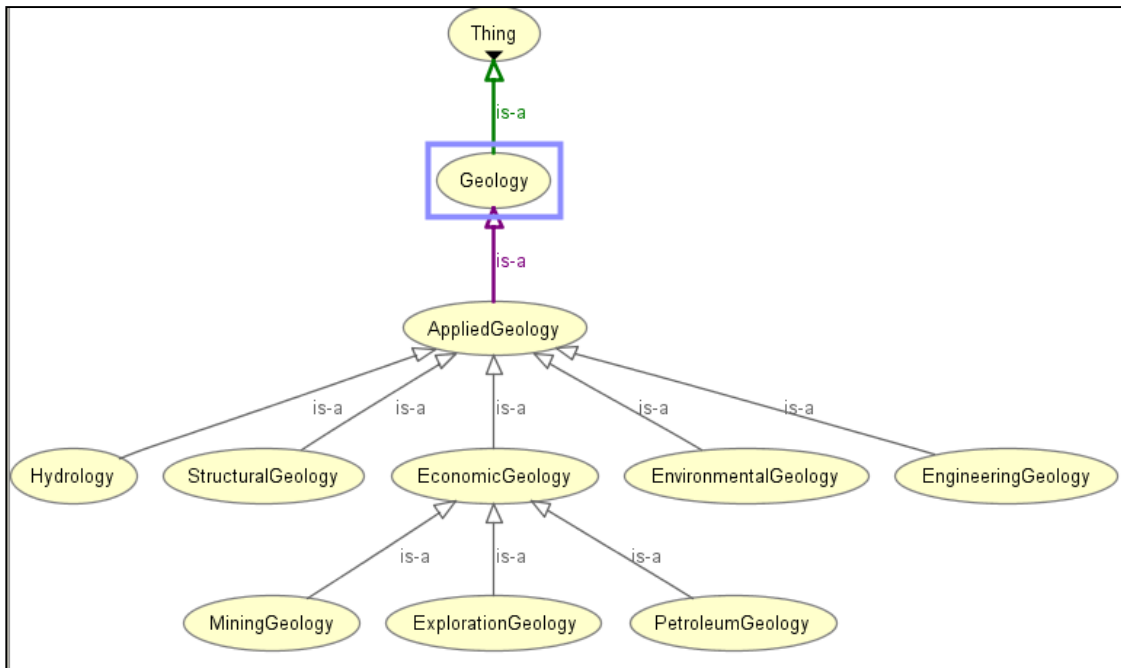 Thing
is-a
Geology
is-a
AppliedGeology
is-a is-a is-a is-a is-a
Hydrology StructuralGeology EconomicGeology EnvironmentalGeology EngineeringGeology
is-a is-a is-a
MiningGeology ExplorationGeology PetroleumGeology